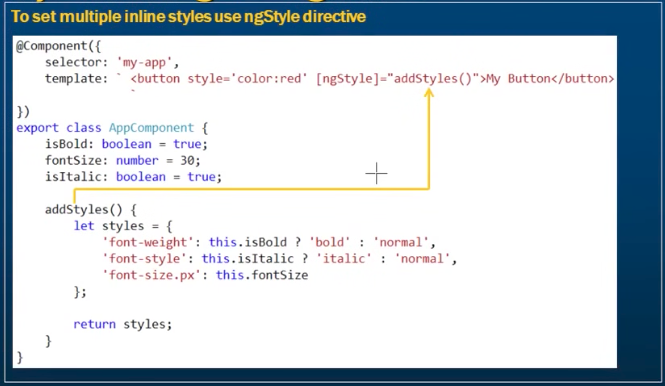 To set multiple inline styles use ngStyle directive
@Component({
    selector: 'my-app',
    template: ` <button style='color:red' [ngStyle]="addStyles()">My Button</button>
              `
})
export class AppComponent {
    isBold: boolean = true;
    fontSize: number = 30;
    isItalic: boolean = true;
    addStyles() {
        let styles = {
            'font-weight': this.isBold ? 'bold' : 'normal',
            'font-style': this.isItalic ? 'italic' : 'normal',
            'font-size.px': this.fontSize
        };
        return styles;
    }
}